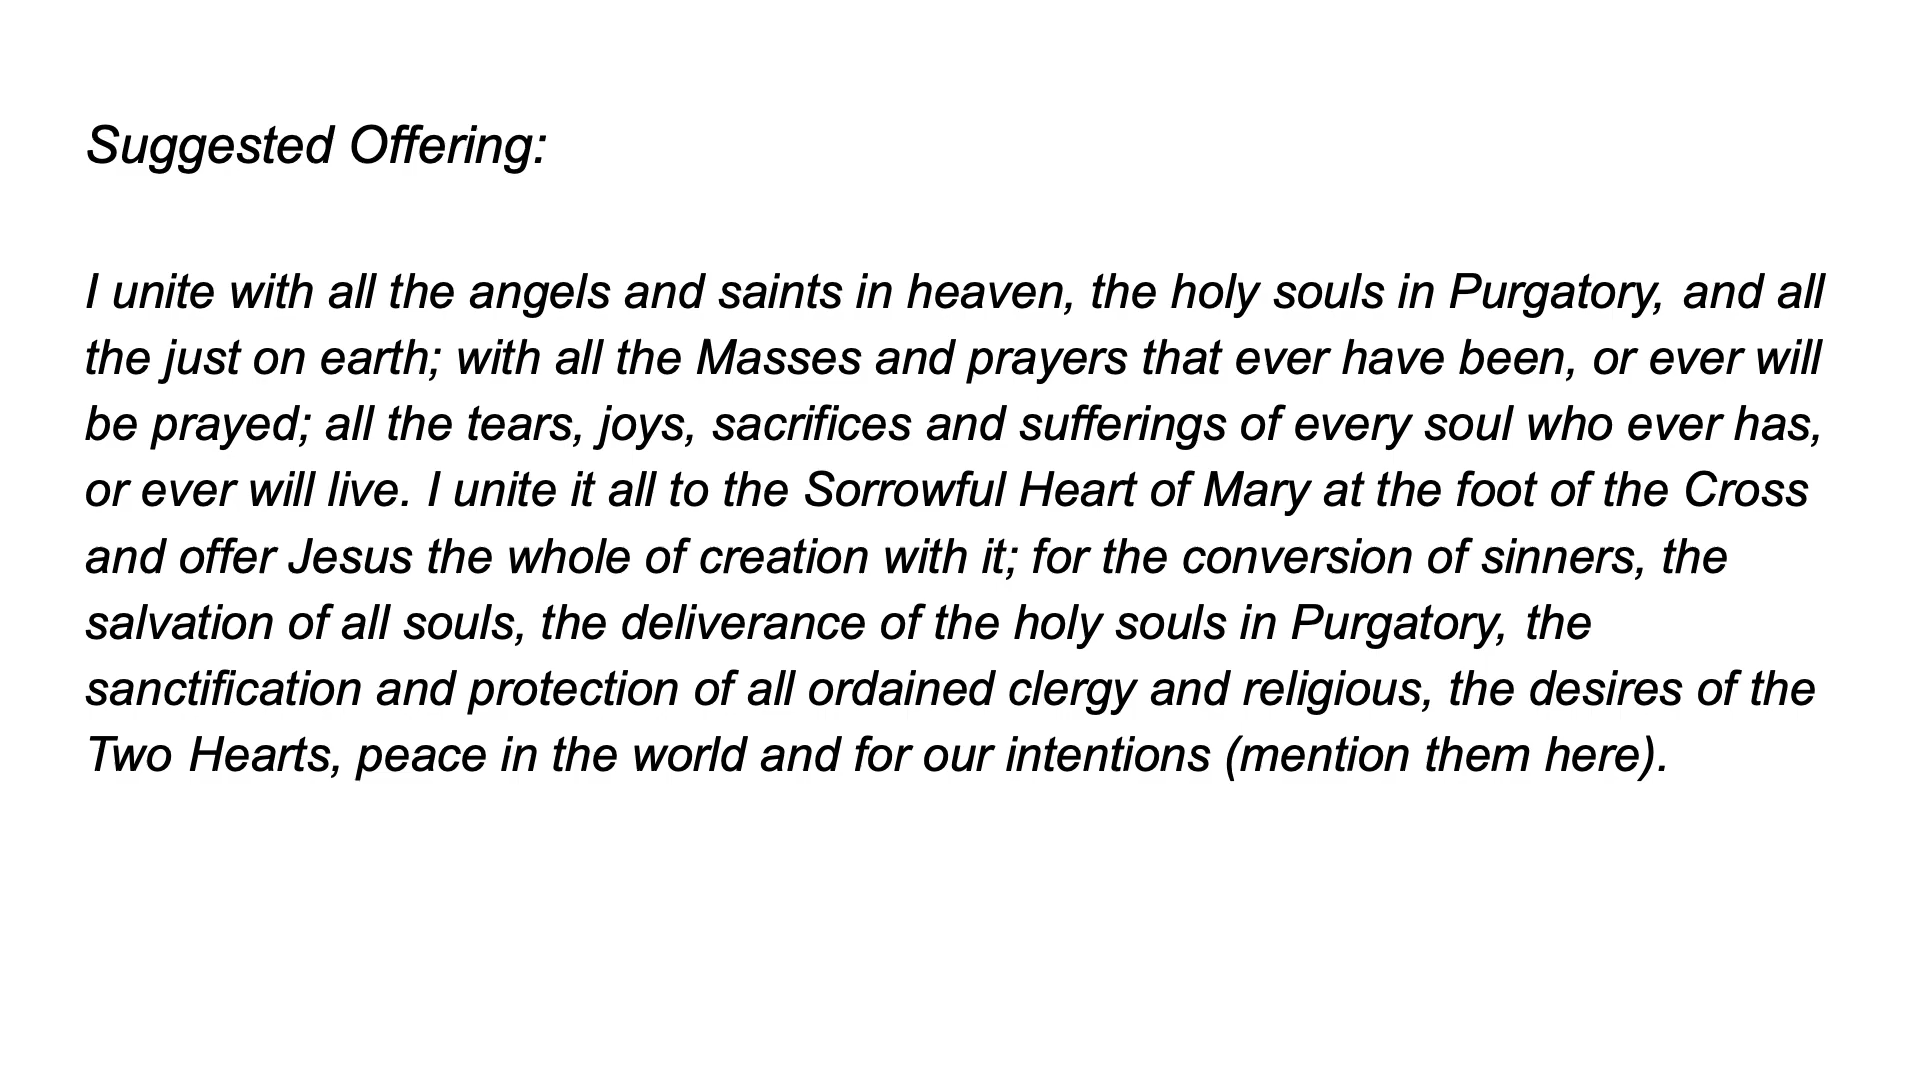 Suggested Offering:
I unite with all the angels and saints in heaven, the holy souls in Purgatory, and all
the just on earth; with all the Masses and prayers that ever have been, or ever will
be prayed; all the tears, joys, sacrifices and sufferings of every soul who ever has,
or ever will live. I unite it all to the Sorrowful Heart of Mary at the foot of the Cross
and offer Jesus the whole of creation with it; for the conversion of sinners, the
salvation of all souls, the deliverance of the holy souls in Purgatory, the
sanctification and protection of all ordained clergy and religious, the desires of the
Two Hearts, peace in the world and for our intentions (mention them here).